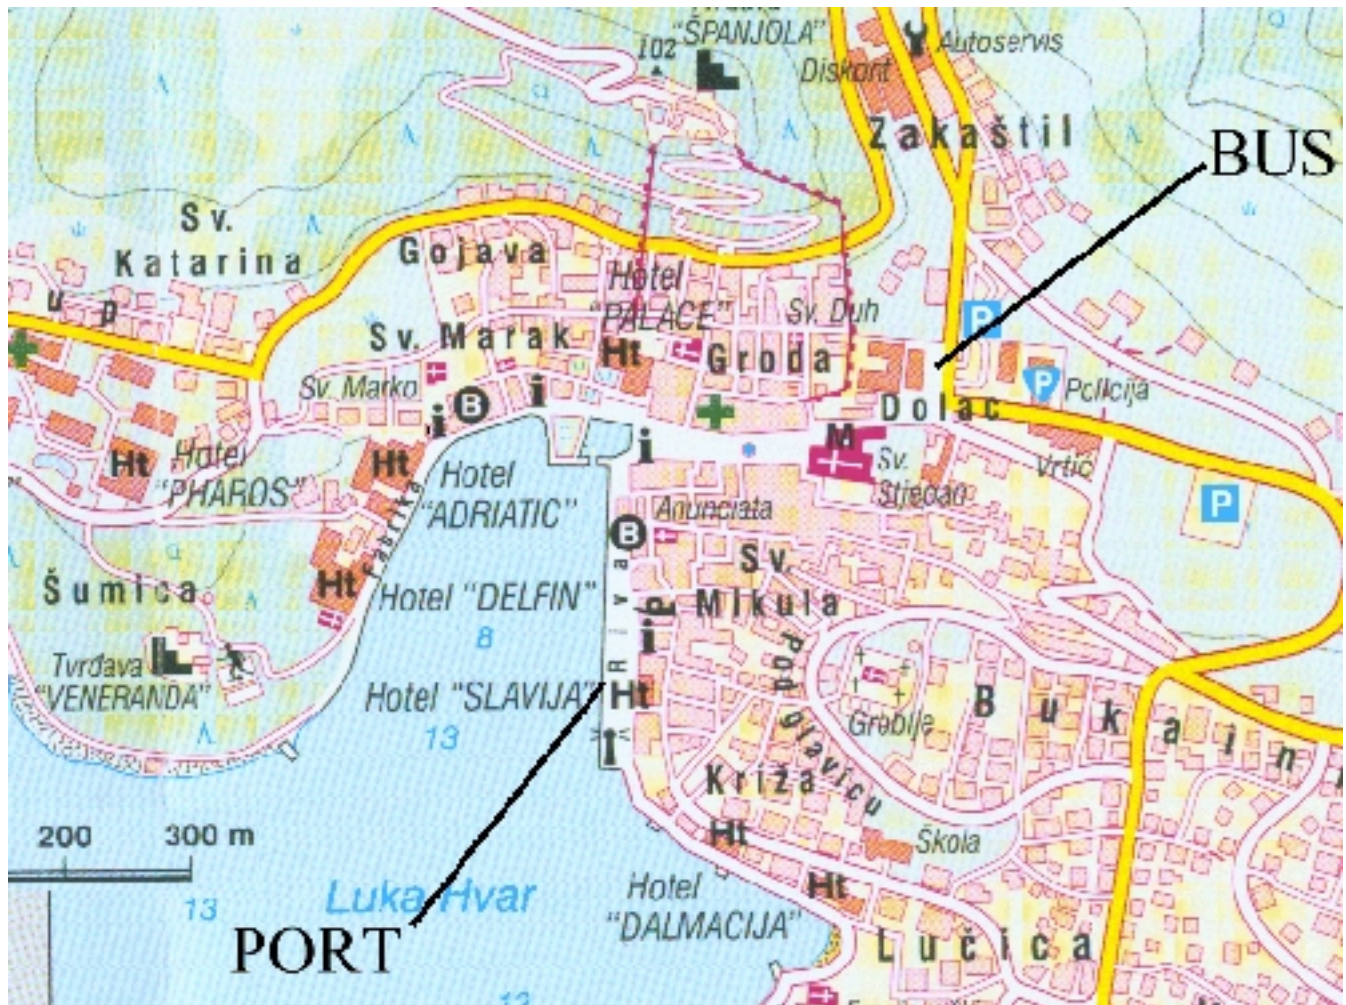 "ŠPANJOLA"
102
Autoservis
Diskont
Zakaštil
BUS
Sv.
Katarina
Gojava
up
Hotel
"PALACE"
Sv. Duh
P
Sv. Marak
Ht
Groda
Sv. Marko
B
i
i
P
Policija
Dolac
M
i
Ht
Hotel
"PHAROS"
Ht
Hotel
"ADRIATIC"
Fabrika
Sv.
Stjepan
Vrtić
P
Anunciata
B
Sv.
Mikula
Šumica
Ht
Hotel "DELFIN"
8
Riva
i
Pod glavicu
Tvrđava
"VENERANDA"
Hotel "SLAVIJA"
Ht
13
i
Groblje
Križa
Ht
Škola
200 300 m
13
Luka Hvar
PORT
Hotel
"DALMACIJA"
Ht
Lučica
12